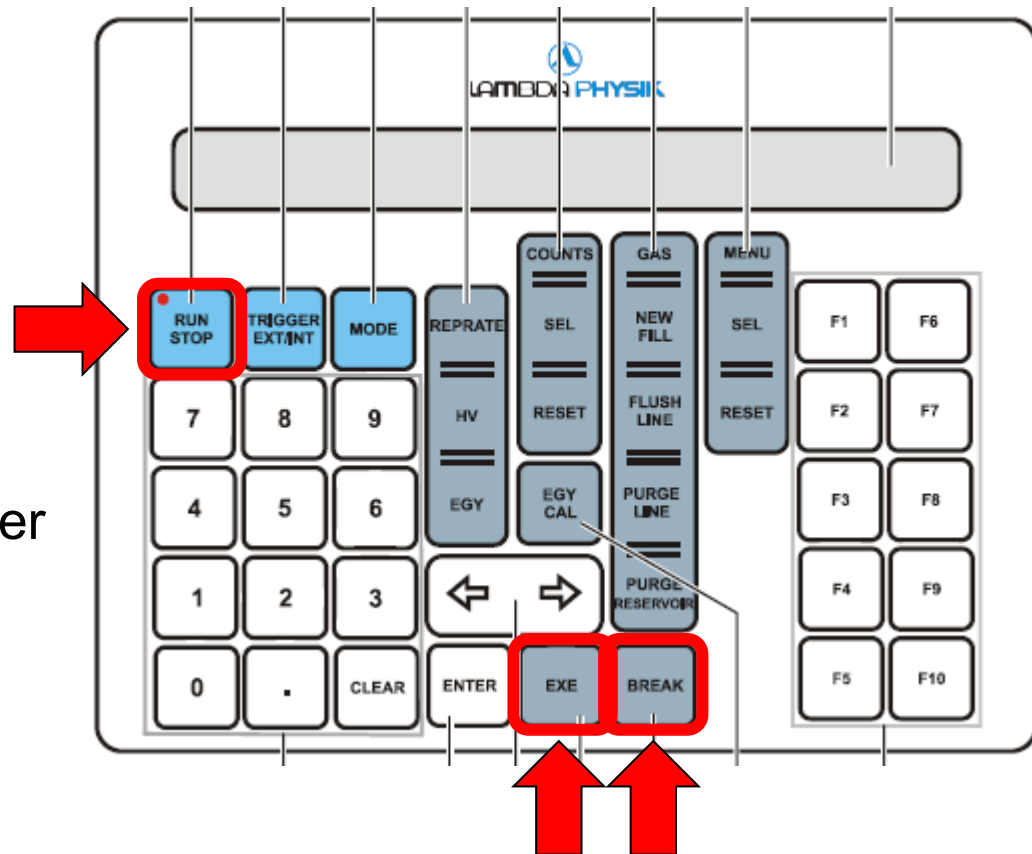 LAMBDA PHYSIK
COUNTS
GAS
MENU
RUN
STOP
TRIGGER
EXT/INT
MODE
REPRATE
SEL
NEW
FILL
SEL
F1
F6
7
8
9
HV
RESET
FLUSH
LINE
RESET
F2
F7
er
4
5
6
EGY
EGY
CAL
PURGE
LINE
F3
F8
1
2
3
PURGE
RESERVOIR
F4
F9
0
.
CLEAR
ENTER
EXE
BREAK
F5
F10